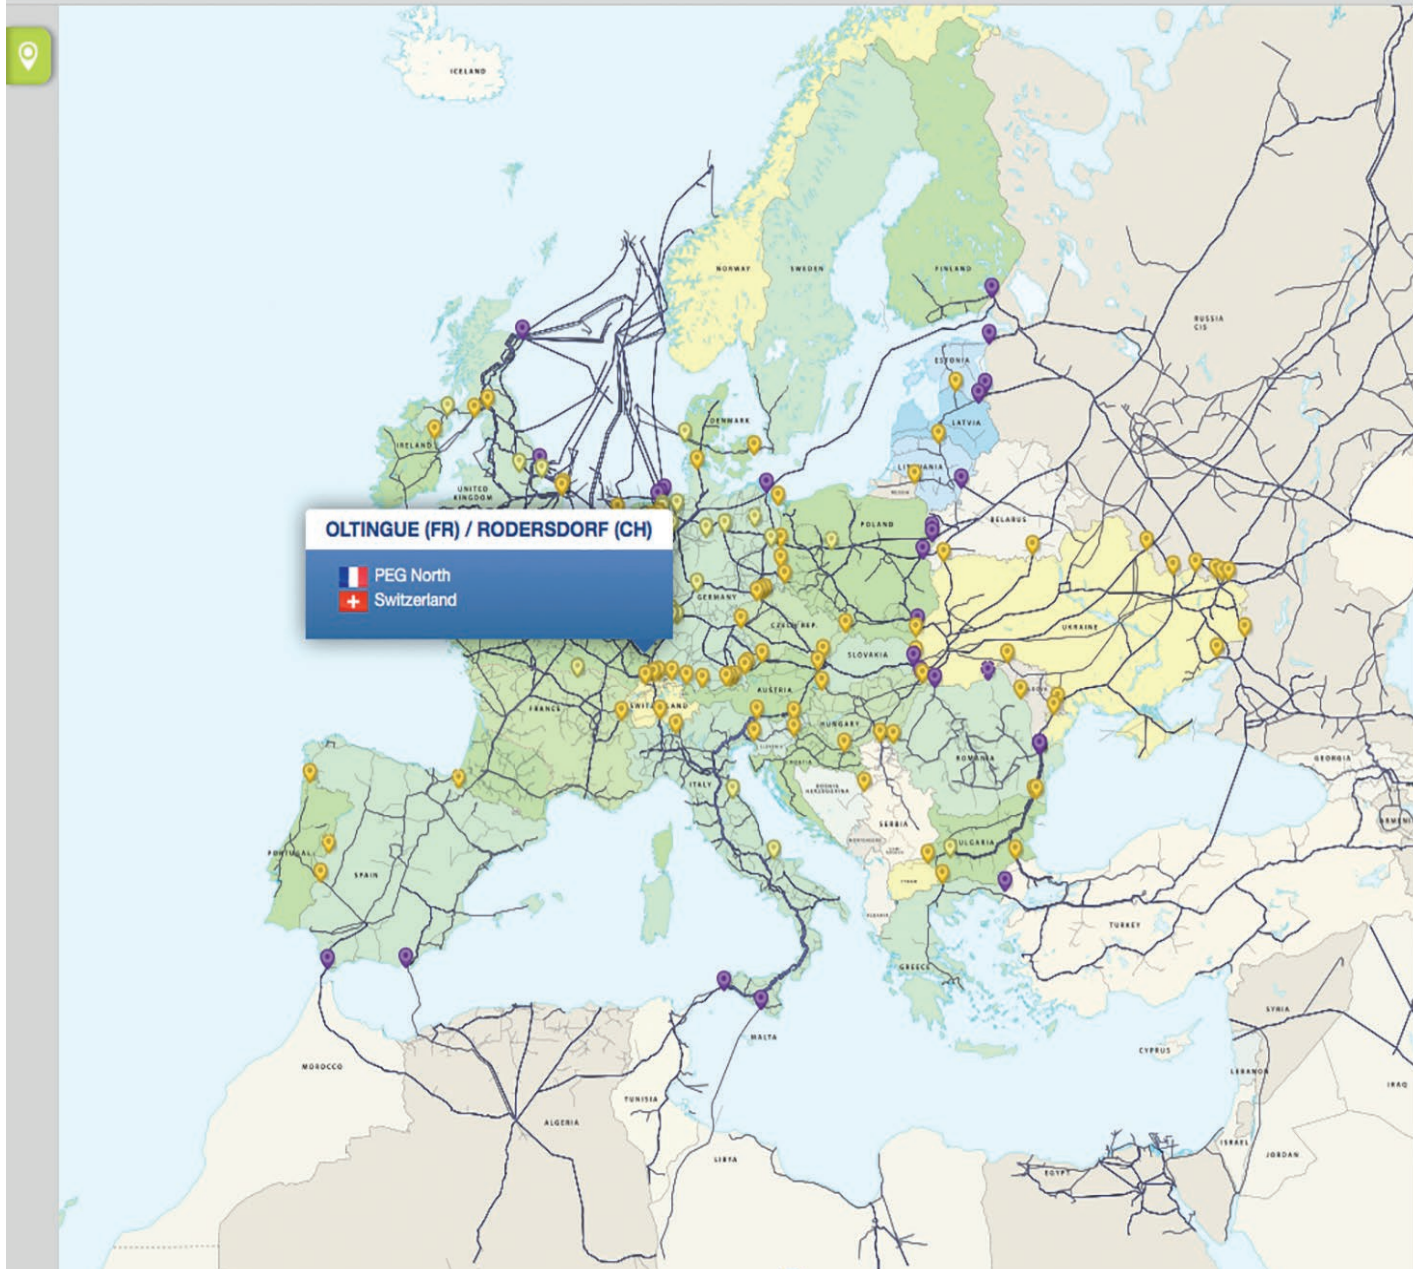 ICELAND
NORWAY
SWEDEN
FINLAND
RUSSIA
CIS
ESTONIA
LATVIA
DENMARK
IRELAND
UNITED
KINGDOM
POLAND
BELARUS
OLTINGUE (FR) / RODERSDORF (CH)
PEG North
Switzerland
GERMANY
CZECH REP.
UKRAINE
SLOVAKIA
AUSTRIA
FRANCE
HUNGARY
ROMANIA
ITALY
BOSNIA
HERZEGOVINA
SERBIA
GEORGIA
PORTUGAL
SPAIN
TURKEY
GREECE
MALTA
SYRIA
CYPRUS
LEBANON
IRAQ
MOROCCO
ALGERIA
TUNISIA
LIBYA
ISRAEL
JORDAN
EGYPT